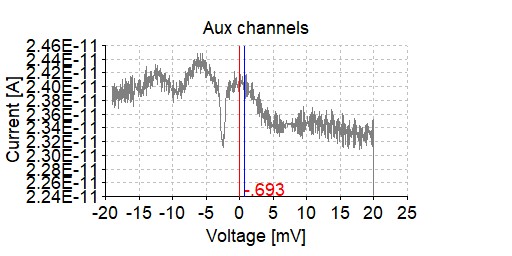 Aux channels
2.46E-11
2.44E-11
2.42E-11
2.40E-11
2.38E-11
2.36E-11
2.34E-11
2.32E-11
2.30E-11
2.28E-11
2.26E-11
2.24E-11
Current [A]
-.693
-20 -15 -10 -5 0 5 10 15 20 25
Voltage [mV]